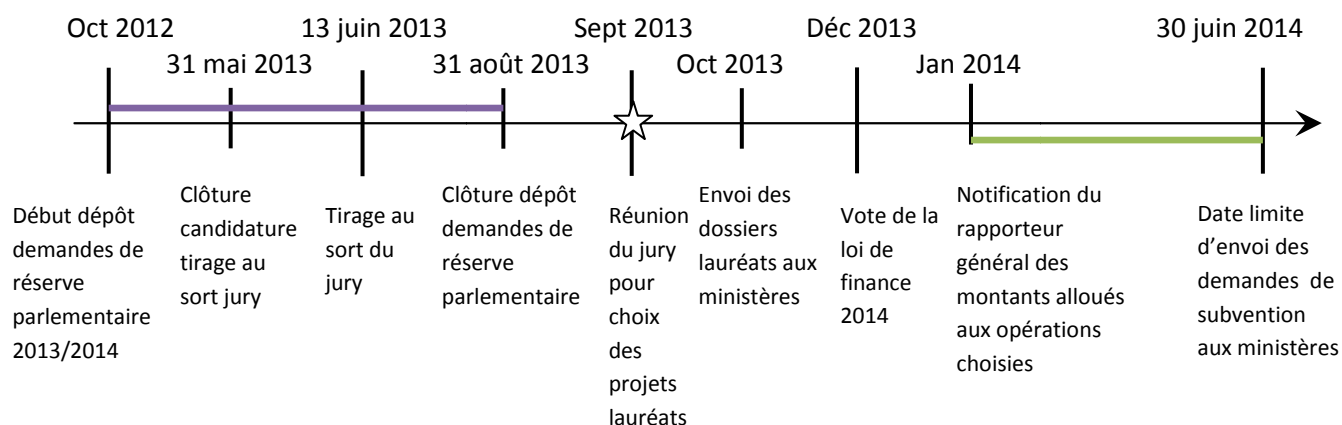 Oct 2012
13 juin 2013
Sept 2013
Déc 2013
30 juin 2014
31 mai 2013
31 août 2013
Oct 2013
Jan 2014
Début dépôt
demandes de
réserve
parlementaire
2013/2014
Clôture
candidature
tirage au
sort jury
Tirage au
sort du
jury
Clôture dépôt
demandes de
réserve
parlementaire
Réunion
du jury
pour
choix
des
projets
lauréats
Envoi des
dossiers
lauréats aux
ministères
Vote de la
loi de
finance
2014
Notification du
rapporteur
général des
montants alloués
aux opérations
choisies
Date limite
d’envoi des
demandes de
subvention
aux ministères